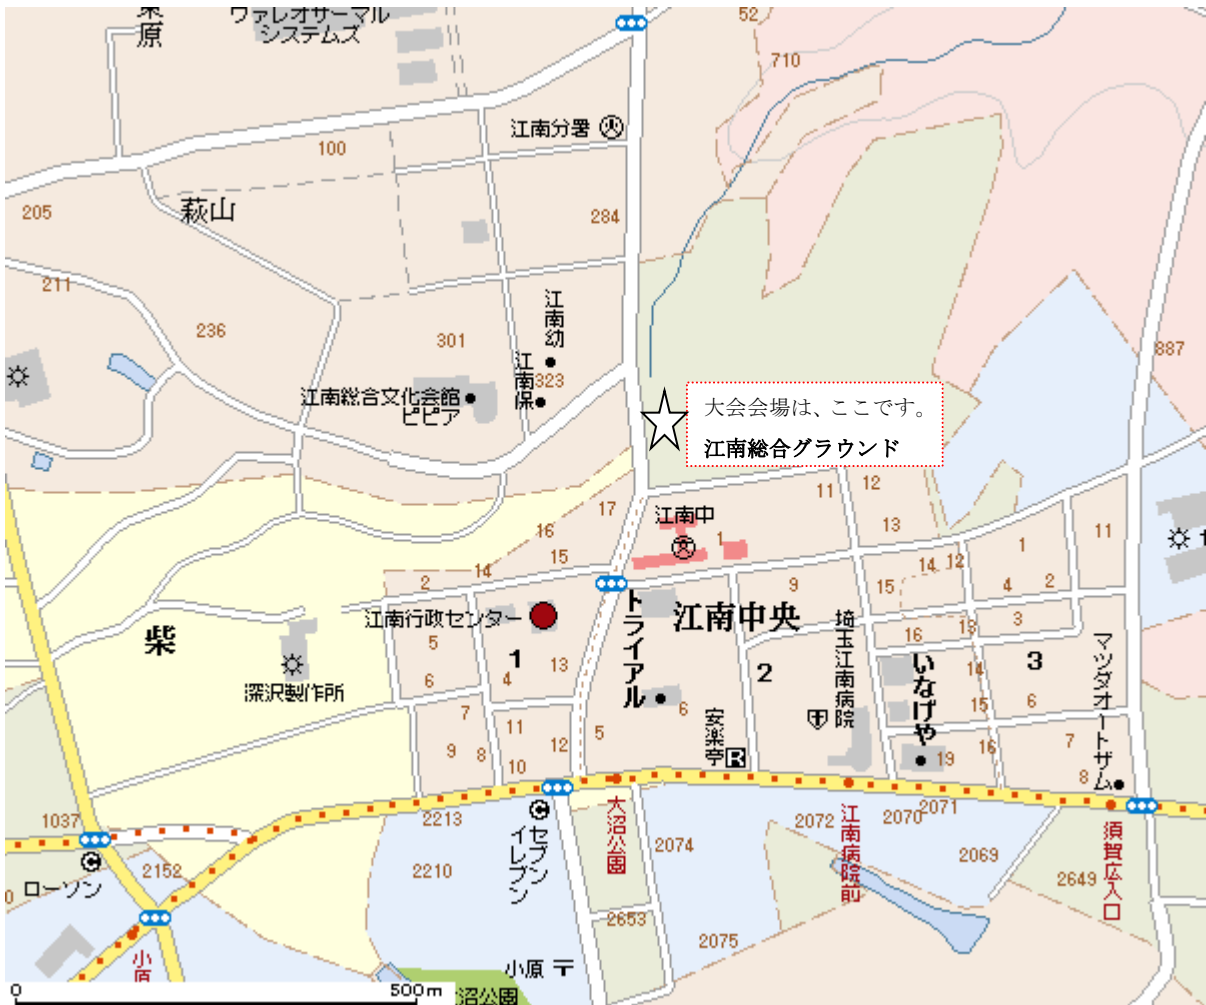 東原
ヴァレオサーマル
システムズ
52
710
江南分署
100
205
萩山
284
211
236
301
江南幼
江南保
323
887
江南総合文化会館
ピピア
大会会場は、ここです。
江南総合グラウンド
17
16
15
14
2
江南中
1
11
12
13
14
12
11
1
2
4
3
15
16
13
9
柴
江南行政センター
トライアル
江南中央
5
1
13
6
4
深沢製作所
7
11
9
8
12
10
5
6
2
安楽亭
R
埼玉江南病院
いなげや
14
15
16
19
3
6
7
8
マツダオートザム
1037
ローソン
2152
2213
2210
セブン
イレブン
大沼公園
2074
2653
2075
2072
江南病院前
2070
2071
2069
2649
須賀広入口
小原
小原
沼公園
0
500m